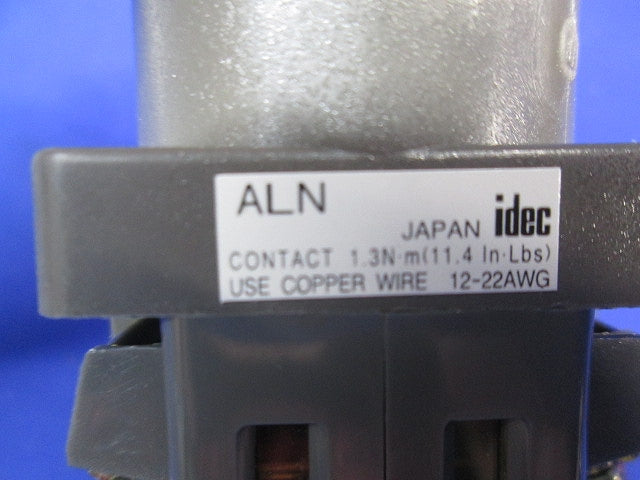 ALN
JAPAN idec
CONTACT 1.3N·m(11.4 In·Lbs)
USE COPPER WIRE 12-22AWG